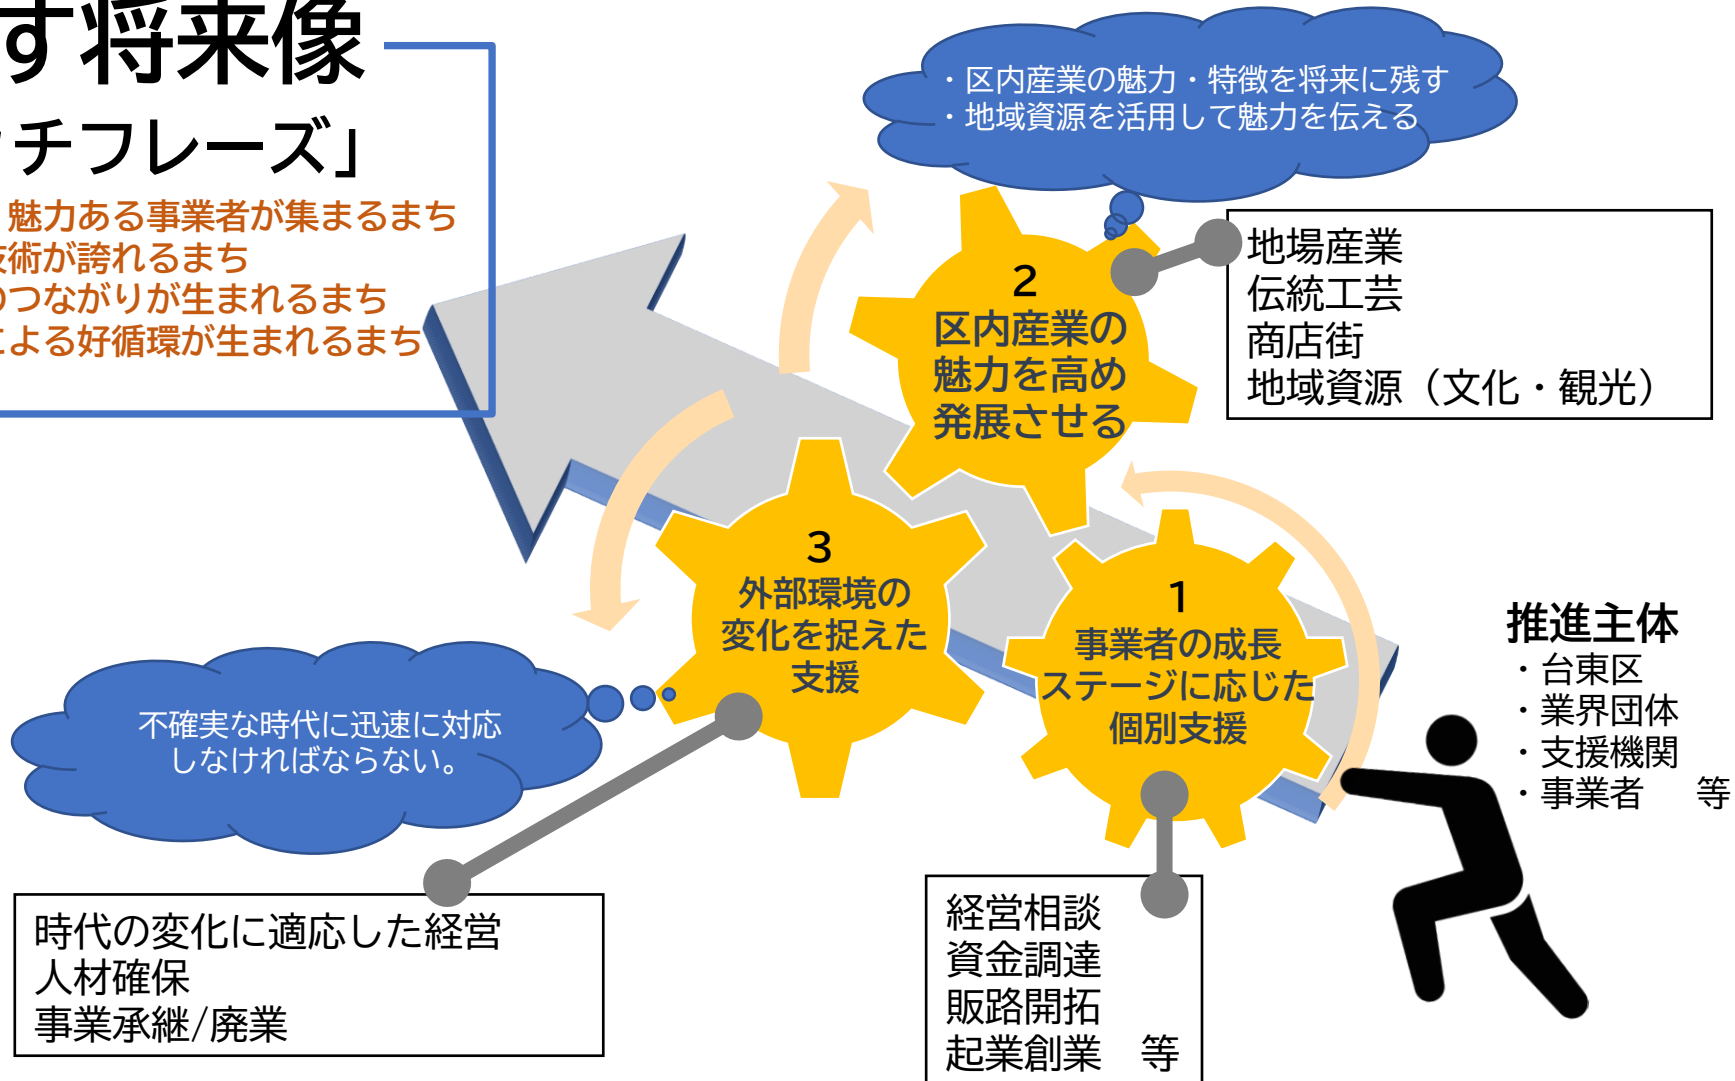 す将来像
ッチフレーズ」
魅力ある事業者が集まるまち
技術が誇れるまち
のつながりが生まれるまち
による好循環が生まれるまち
・区内産業の魅力・特徴を将来に残す
・地域資源を活用して魅力を伝える
2
区内産業の
魅力を高め
発展させる
地場産業
伝統工芸
商店街
地域資源（文化・観光）
3
外部環境の
変化を捉えた
支援
1
事業者の成長
ステージに応じた
個別支援
推進主体
・台東区
・業界団体
・支援機関
・事業者　等
不確実な時代に迅速に対応
しなければならない。
時代の変化に適応した経営
人材確保
事業承継/廃業
経営相談
資金調達
販路開拓
起業創業　等